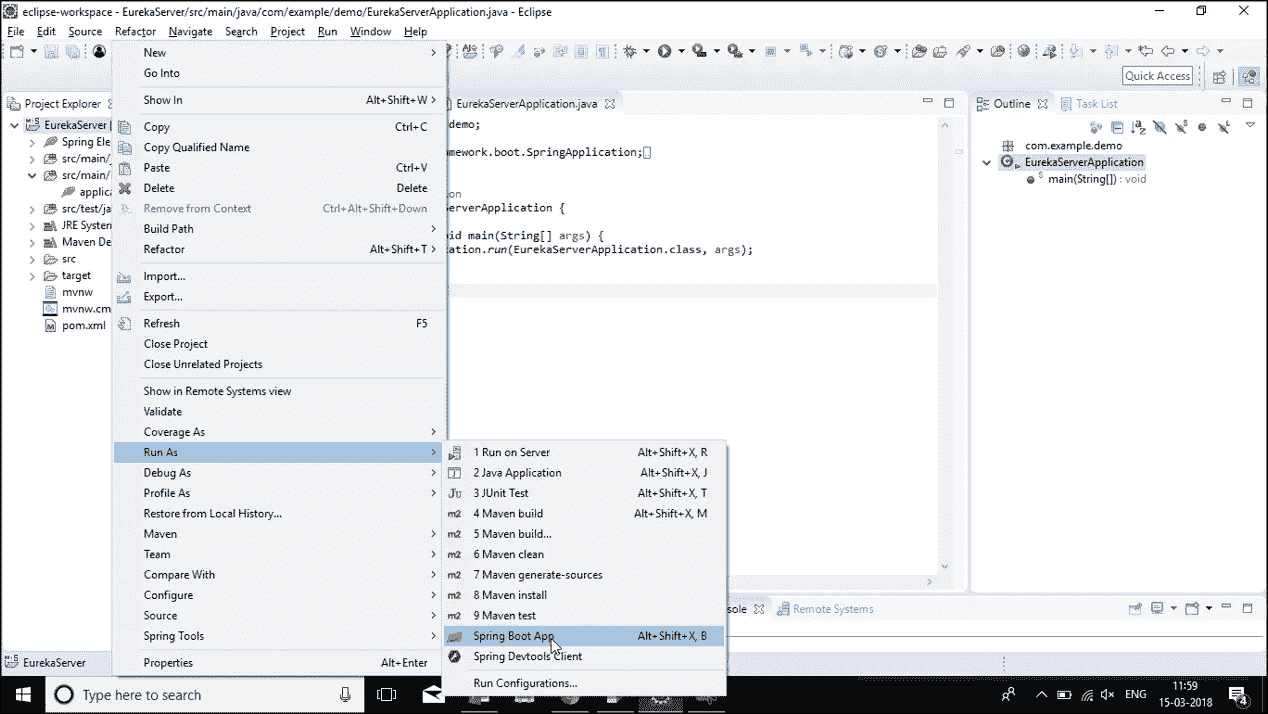 eclipse-workspace - EurekaServer/src/main/java/com/example/demo/EurekaServerApplication.java - Eclipse
File Edit Source Refactor Navigate Search Project Run Window Help
Quick Access
Project Explorer
EurekaServer [
Spring Ele
src/main/j
src/main/
applica
src/test/ja
JRE System
Maven De
src
target
mvnw
mvnw.cm
pom.xml
New
Go Into
Show In Alt+Shift+W
Copy Ctrl+C
Copy Qualified Name
Paste Ctrl+V
Delete Delete
Remove from Context Ctrl+Alt+Shift+Down
Build Path
Refactor Alt+Shift+T
Import...
Export...
Refresh F5
Close Project
Close Unrelated Projects
Show in Remote Systems view
Validate
Coverage As
Run As
Debug As
Profile As
Restore from Local History...
Maven
Team
Compare With
Configure
Source
Spring Tools
Properties Alt+Enter
1 Run on Server Alt+Shift+X, R
2 Java Application Alt+Shift+X, J
3 JUnit Test Alt+Shift+X, T
4 Maven build Alt+Shift+X, M
5 Maven build...
6 Maven clean
7 Maven generate-sources
8 Maven install
9 Maven test
Spring Boot App Alt+Shift+X, B
Spring Devtools Client
Run Configurations...
EurekaServerApplication.java
demo;
mework.boot.SpringApplication;
on
ServerApplication {
id main(String[] args) {
ation.run(EurekaServerApplication.class, args);
Outline Task List
com.example.demo
EurekaServerApplication
main(String[]) : void
sole Remote Systems
EurekaServer
Type here to search
ENG
11:59
15-03-2018
4